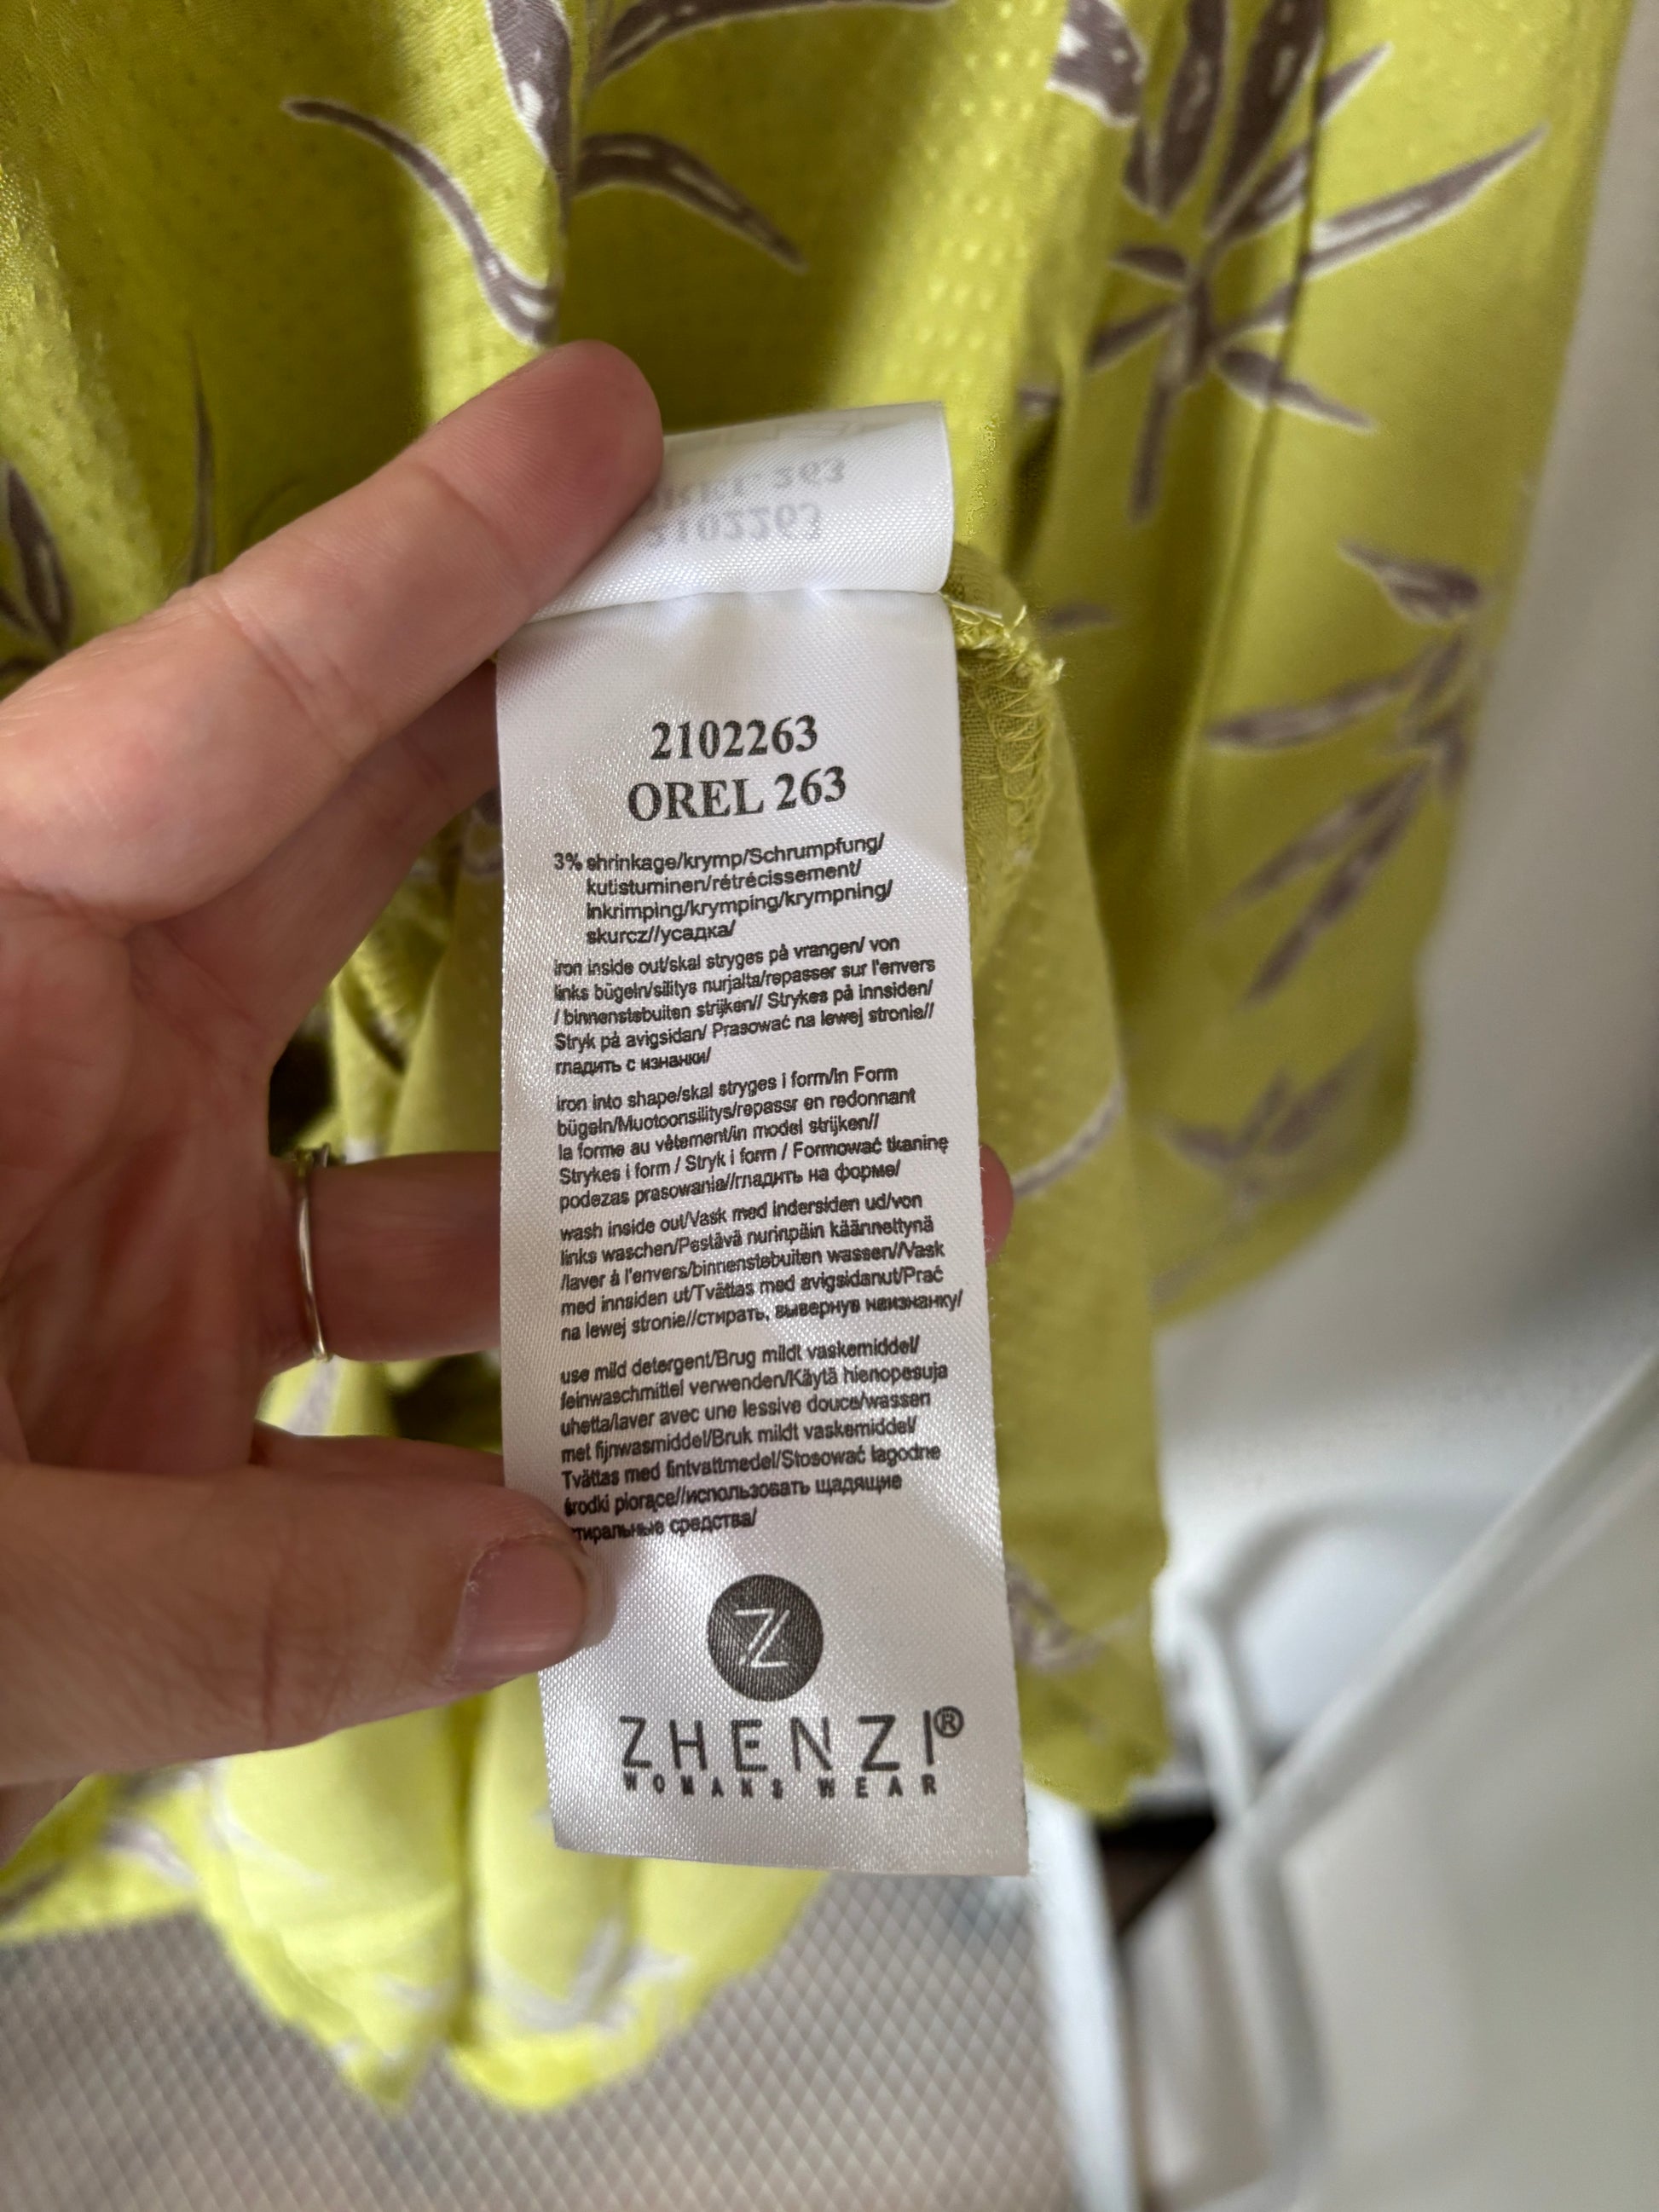 2102263
OREL 263
3% shrinkage/krymp/Schrumpfung/
kutistuminen/rétrécissement/
Inkrimping/krymping/krympning/
skurcz//усадка/
iron inside out/skal stryges på vrangen/ von
links bügeln/silitys nurjalta/repasser sur l'envers
/ binnenstebuiten strijken// Strykes på innsiden/
Stryk på avigsidan/ Prasować na lewej stronie//
гладить с изнанки/
iron into shape/skal stryges i form/in Form
bügeln/Muotoonsilitys/repassr en redonnant
la forme au vêtement/in model strijken//
Strykes i form / Stryk i form / Formować tkaninę
podezas prasowania//гладить на форме/
wash inside out/Vask med indersiden ud/von
links waschen/Pestävä nurinpäin käännettynä
/laver à l'envers/binnenstebuiten wassen//Vask
med innsiden ut/Tvättas med avigsidanut/Prać
na lewej stronie//стирать, вывернув наизнанку/
use mild detergent/Brug mildt vaskemiddel/
feinwaschmittel verwenden/Käytä hienopesuja
uhetta/laver avec une lessive douce/wassen
met fijnwasmiddel/Bruk mildt vaskemiddel/
Tvättas med fintvattmedel/Stosować łagodne
środki piorące//использовать щадящие
тиральные средства/
Z
ZHENZI®
WOMANS WEAR